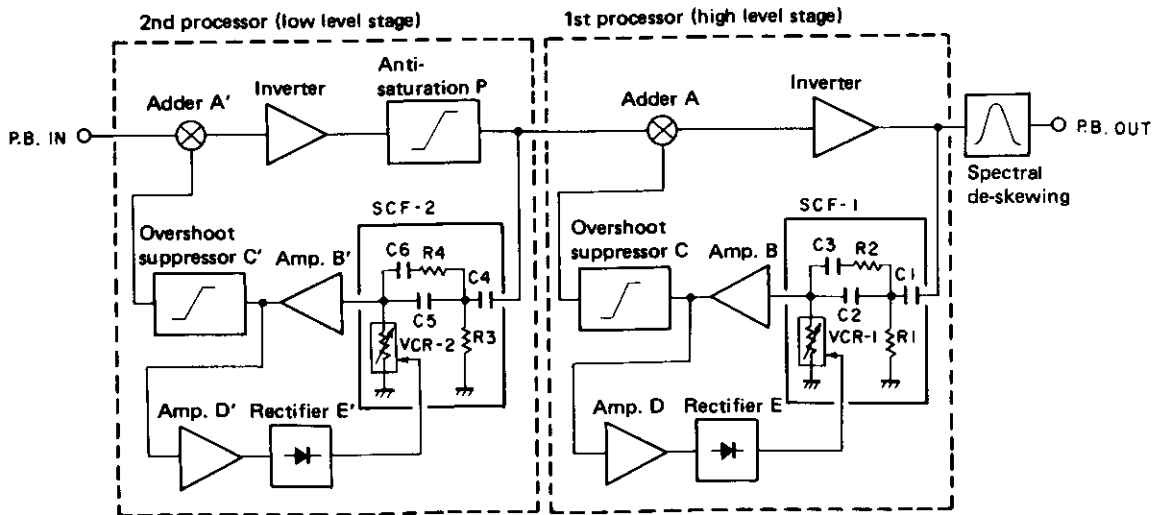 2nd processor (low level stage)
1st processor (high level stage)
Anti-
saturation P
Inverter
Adder A'
P.B. IN
Adder A
Inverter
P.B. OUT
Spectral
de-skewing
SCF-2
Overshoot
suppressor C'
Amp. B'
C6
R4
C4
C5
R3
VCR-2
Amp. D'
Rectifier E'
SCF-1
Overshoot
suppressor C
Amp. B
C3
R2
C1
C2
R1
VCR-1
Amp. D
Rectifier E